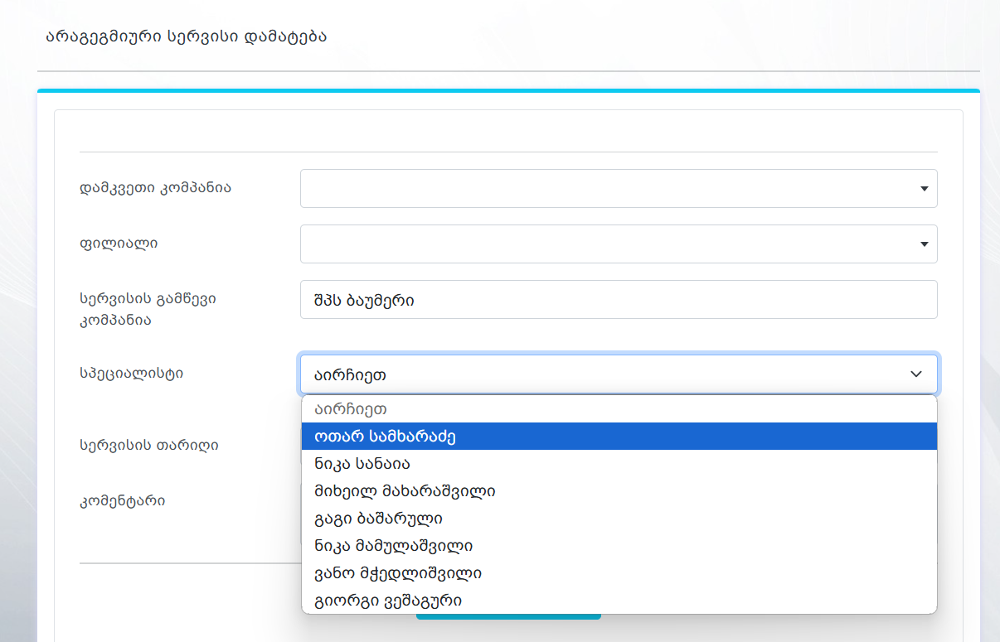 არაგეგმიური სერვისი დამატება
დამკვეთი კომპანია
ფილიალი
სერვისის გამწევი
კომპანია
შპს ბაუმერი
სპეციალისტი
აირჩიეთ
აირჩიეთ
ოთარ სამხარაძე
ნიკა სანაია
მიხეილ მახარაშვილი
გაგი ბაშარული
ნიკა მამულაშვილი
ვანო მჭედლიშვილი
გიორგი ვეშაგური
სერვისის თარიღი
კომენტარი